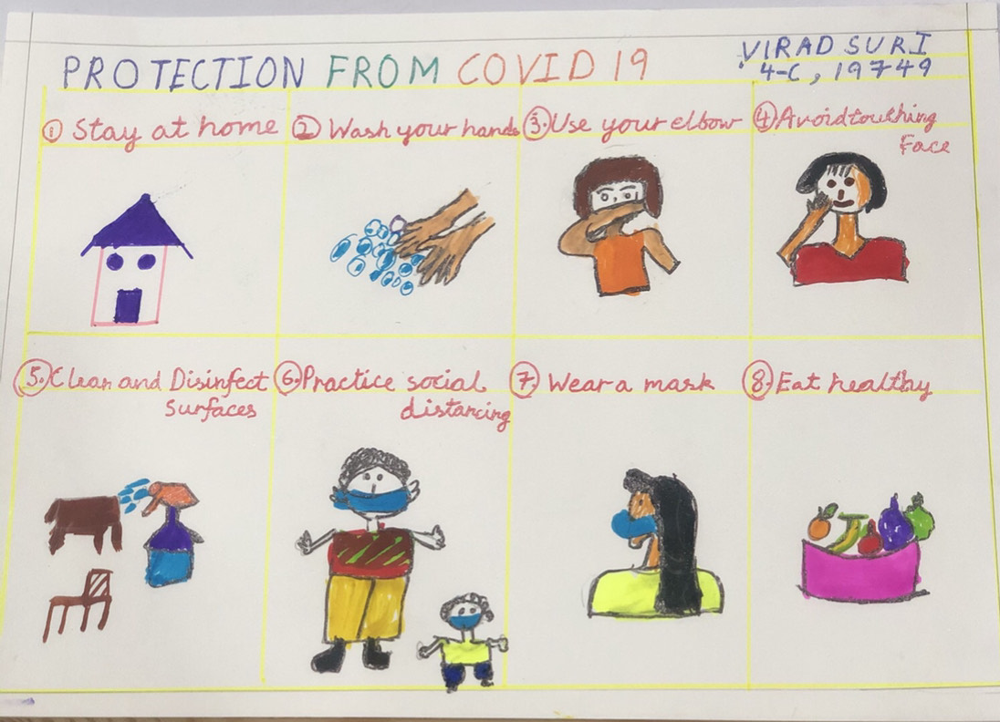 PROTECTION FROM COVID 19
VIRAD SURI
4-C, 19749
① Stay at home
② Wash your hands
③. Use your elbow
④ Avoid touching
Face
⑤. Clean and Disinfect
Surfaces
⑥. Practice social
distancing
⑦. Wear a mask
⑧. Eat healthy